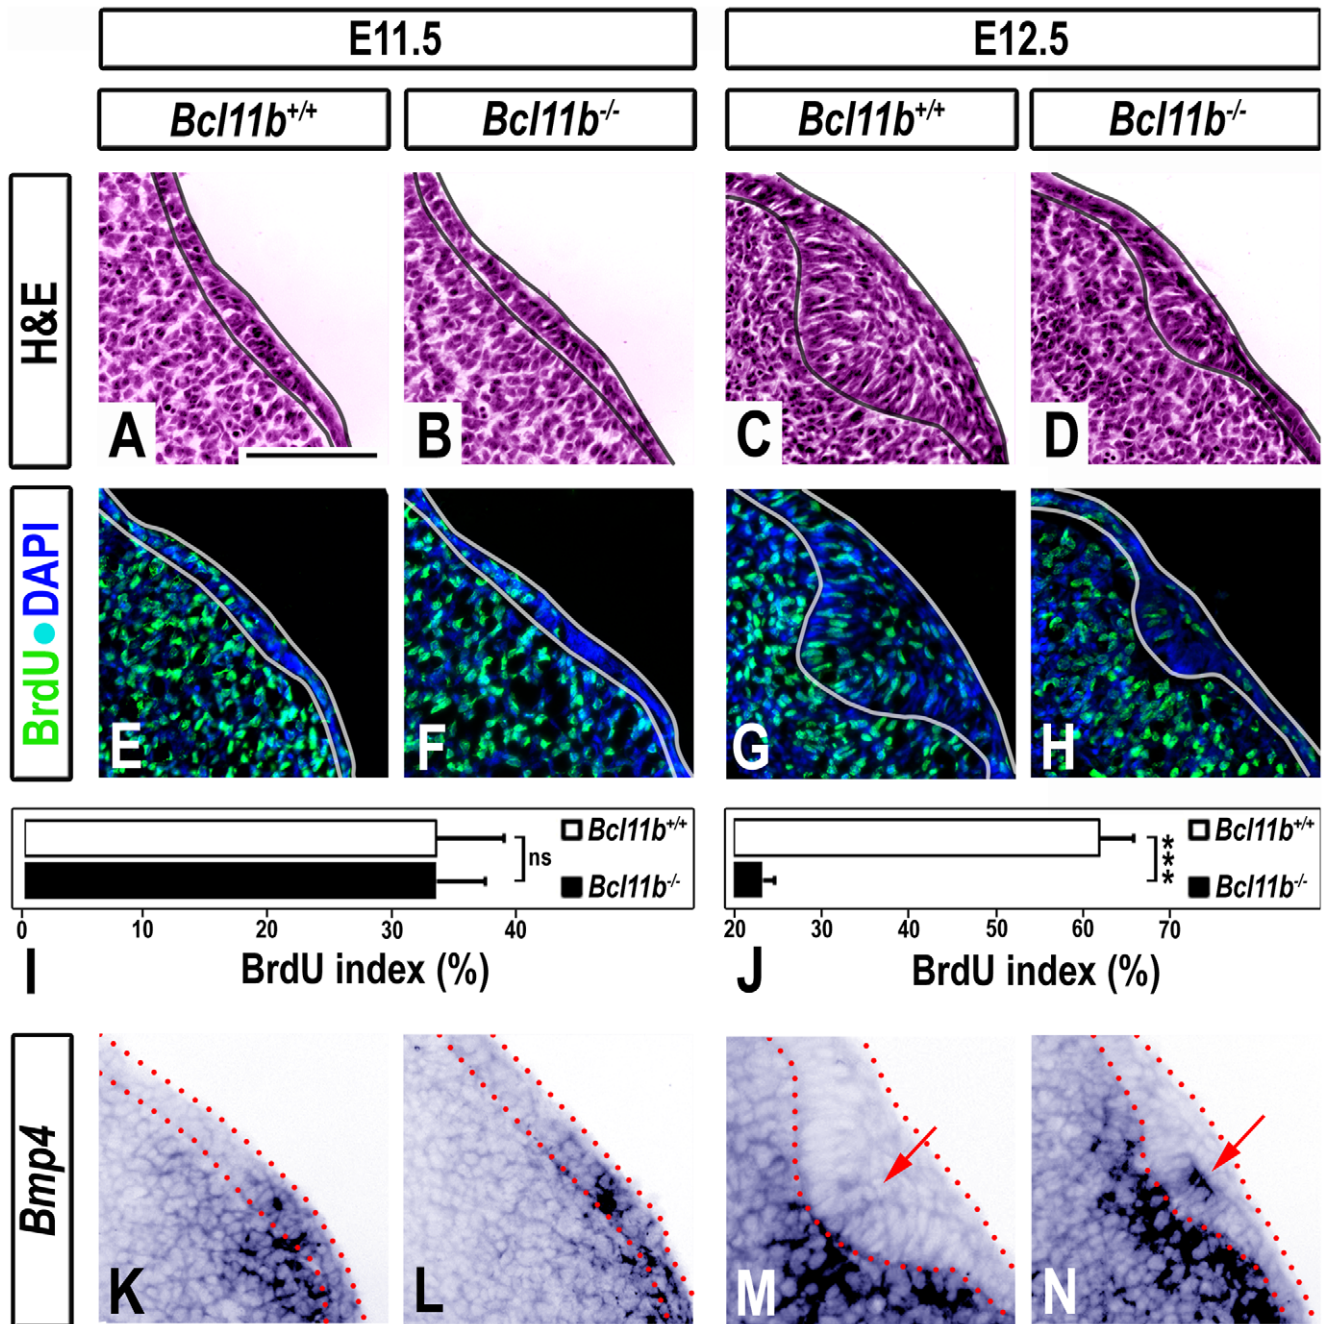 E11.5 E12.5
Bcl11b+/+ Bcl11b-/- Bcl11b+/+ Bcl11b-/-
H&E
A B C D
BrdU●DAPI
E F G H
Bcl11b+/+ Bcl11b+/+
ns ***
Bcl11b-/- Bcl11b-/-
0 10 20 30 40 20 30 40 50 60 70
I BrdU index (%) J BrdU index (%)
Bmp4
K L M N